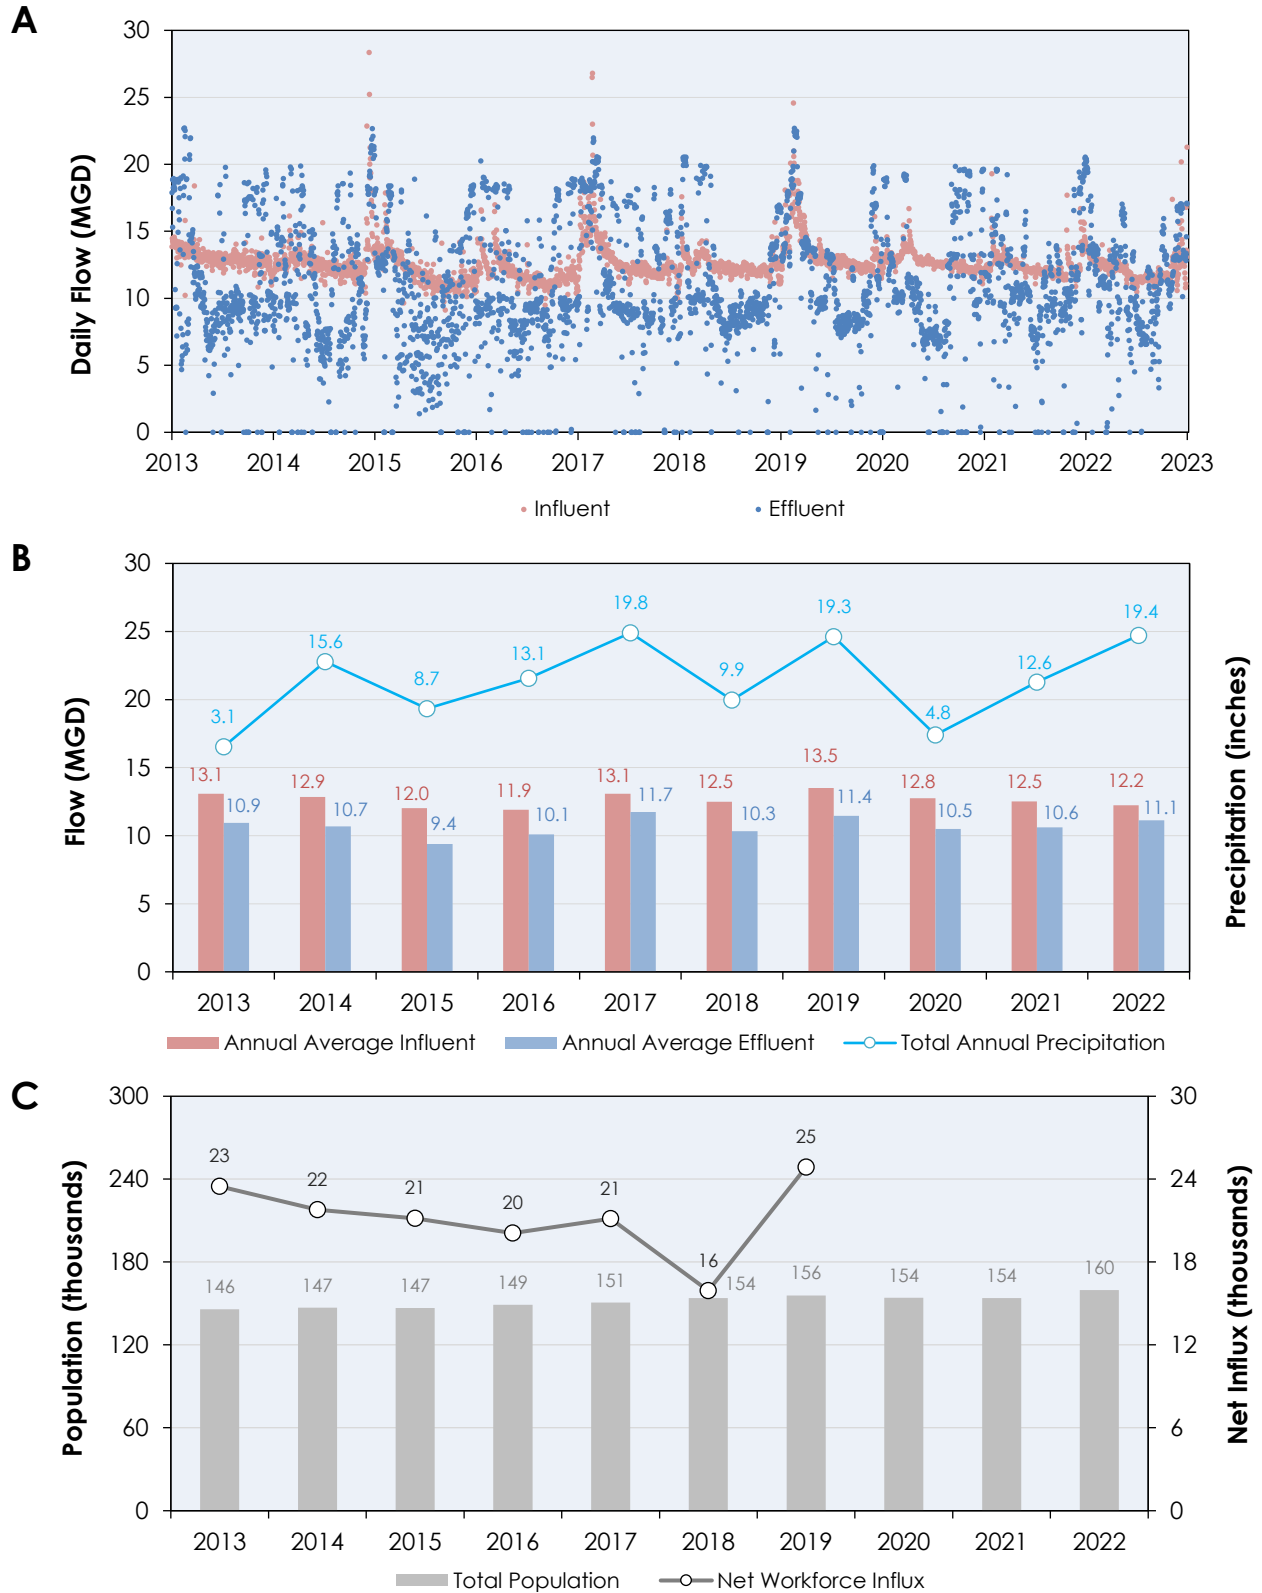 A
30
25
20
15
10
5
0
Daily Flow (MGD)
2013 2014 2015 2016 2017 2018 2019 2020 2021 2022 2023
Influent Effluent
B
30
25
20
15
10
5
0
Flow (MGD)
Precipitation (inches)
3.1 15.6 8.7 13.1 19.8 9.9 19.3 4.8 12.6 19.4
13.1 12.9 12.0 11.9 13.1 12.5 13.5 12.8 12.5 12.2
10.9 10.7 9.4 10.1 11.7 10.3 11.4 10.5 10.6 11.1
2013 2014 2015 2016 2017 2018 2019 2020 2021 2022
Annual Average Influent Annual Average Effluent Total Annual Precipitation
C
300
240
180
120
60
0
Population (thousands)
30
24
18
12
6
0
Net Influx (thousands)
23 22 21 20 21 16 25
146 147 147 149 151 154 156 154 154 160
2013 2014 2015 2016 2017 2018 2019 2020 2021 2022
Total Population Net Workforce Influx